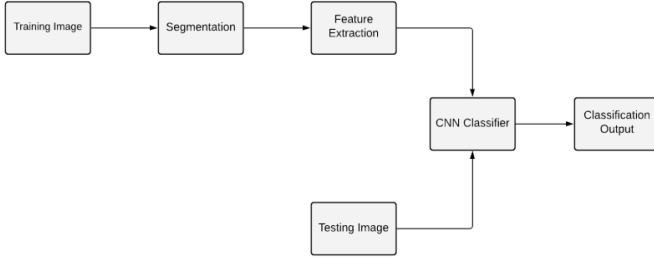 Training Image
Segmentation
Feature
Extraction
CNN Classifier
Classification
Output
Testing Image